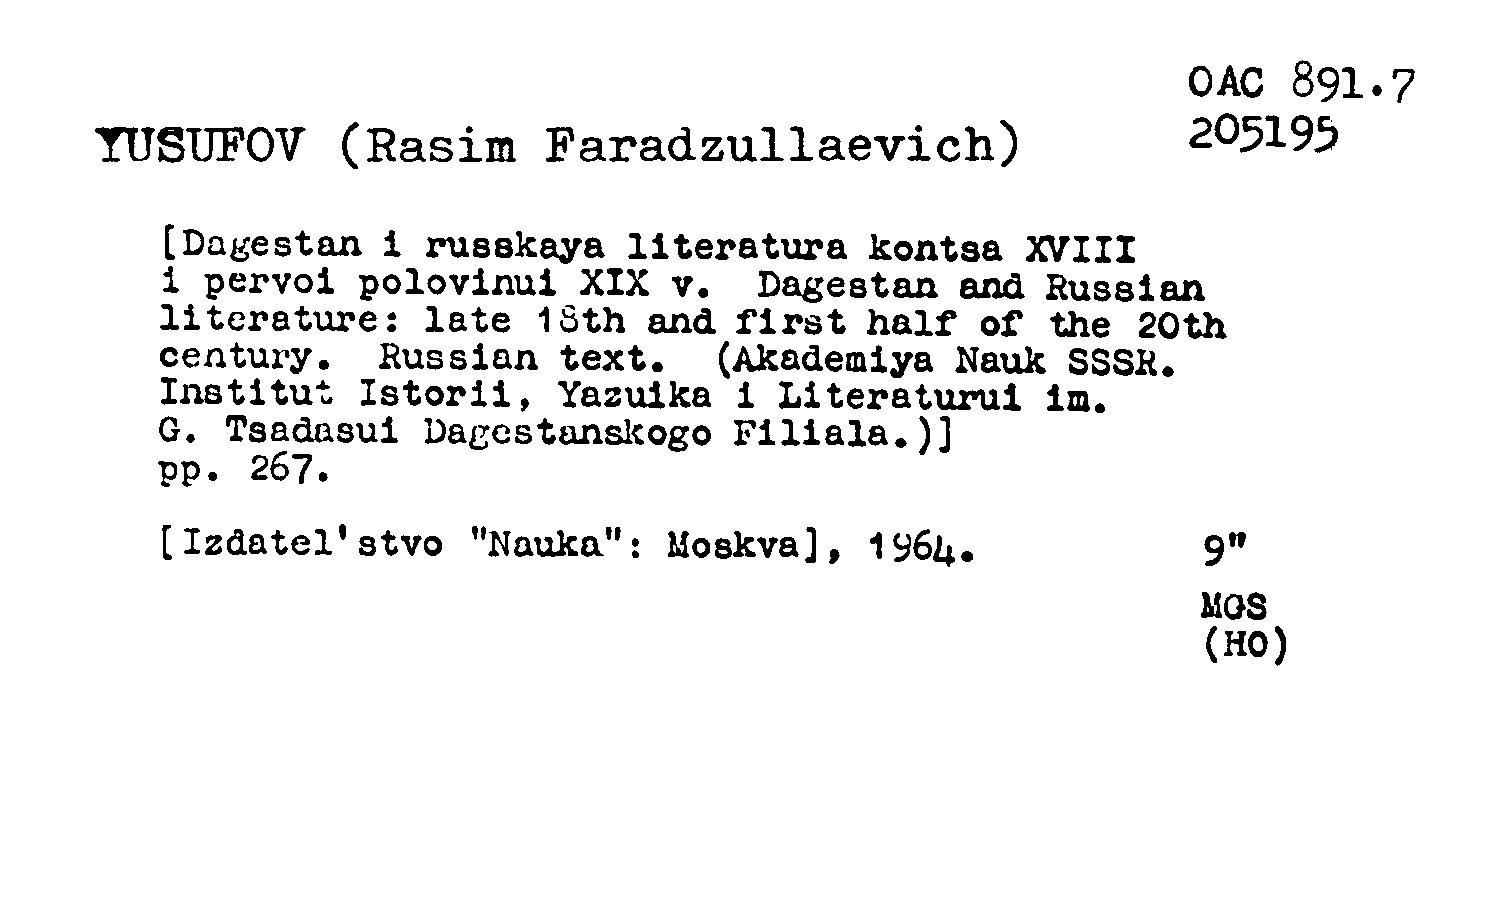 OAC 891.7
YUSUFOV (Rasim Faradzullaevich)
205195
[Dagestan i russkaya literatura kontsa XVIII
i pervoi polovinui XIX v. Dagestan and Russian
literature: late 18th and first half of the 20th
century. Russian text. (Akademiya Nauk SSSR.
Institut Istorii, Yazuika i Literaturui im.
G. Tsadasui Dagestanskogo Filiala.)]
pp. 267.
[Izdatel'stvo "Nauka": Moskva], 1964.
9"
MGS
(HO)